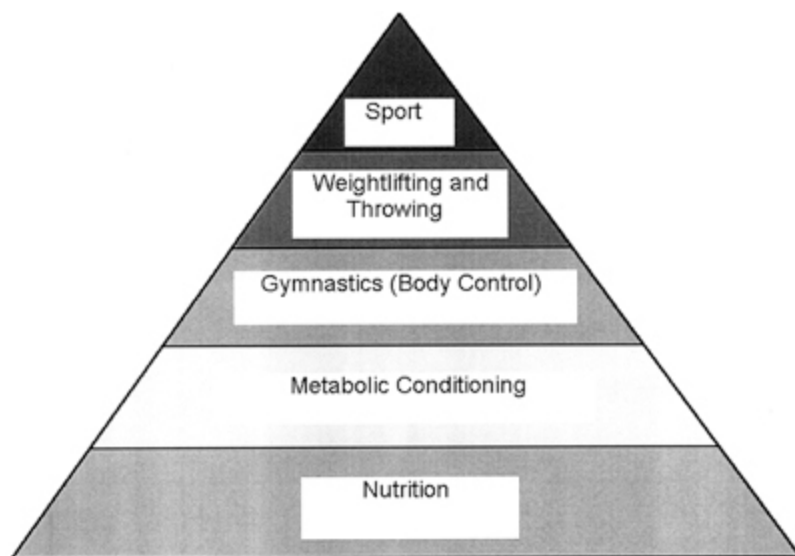 Sport
Weightlifting and
Throwing
Gymnastics (Body Control)
Metabolic Conditioning
Nutrition